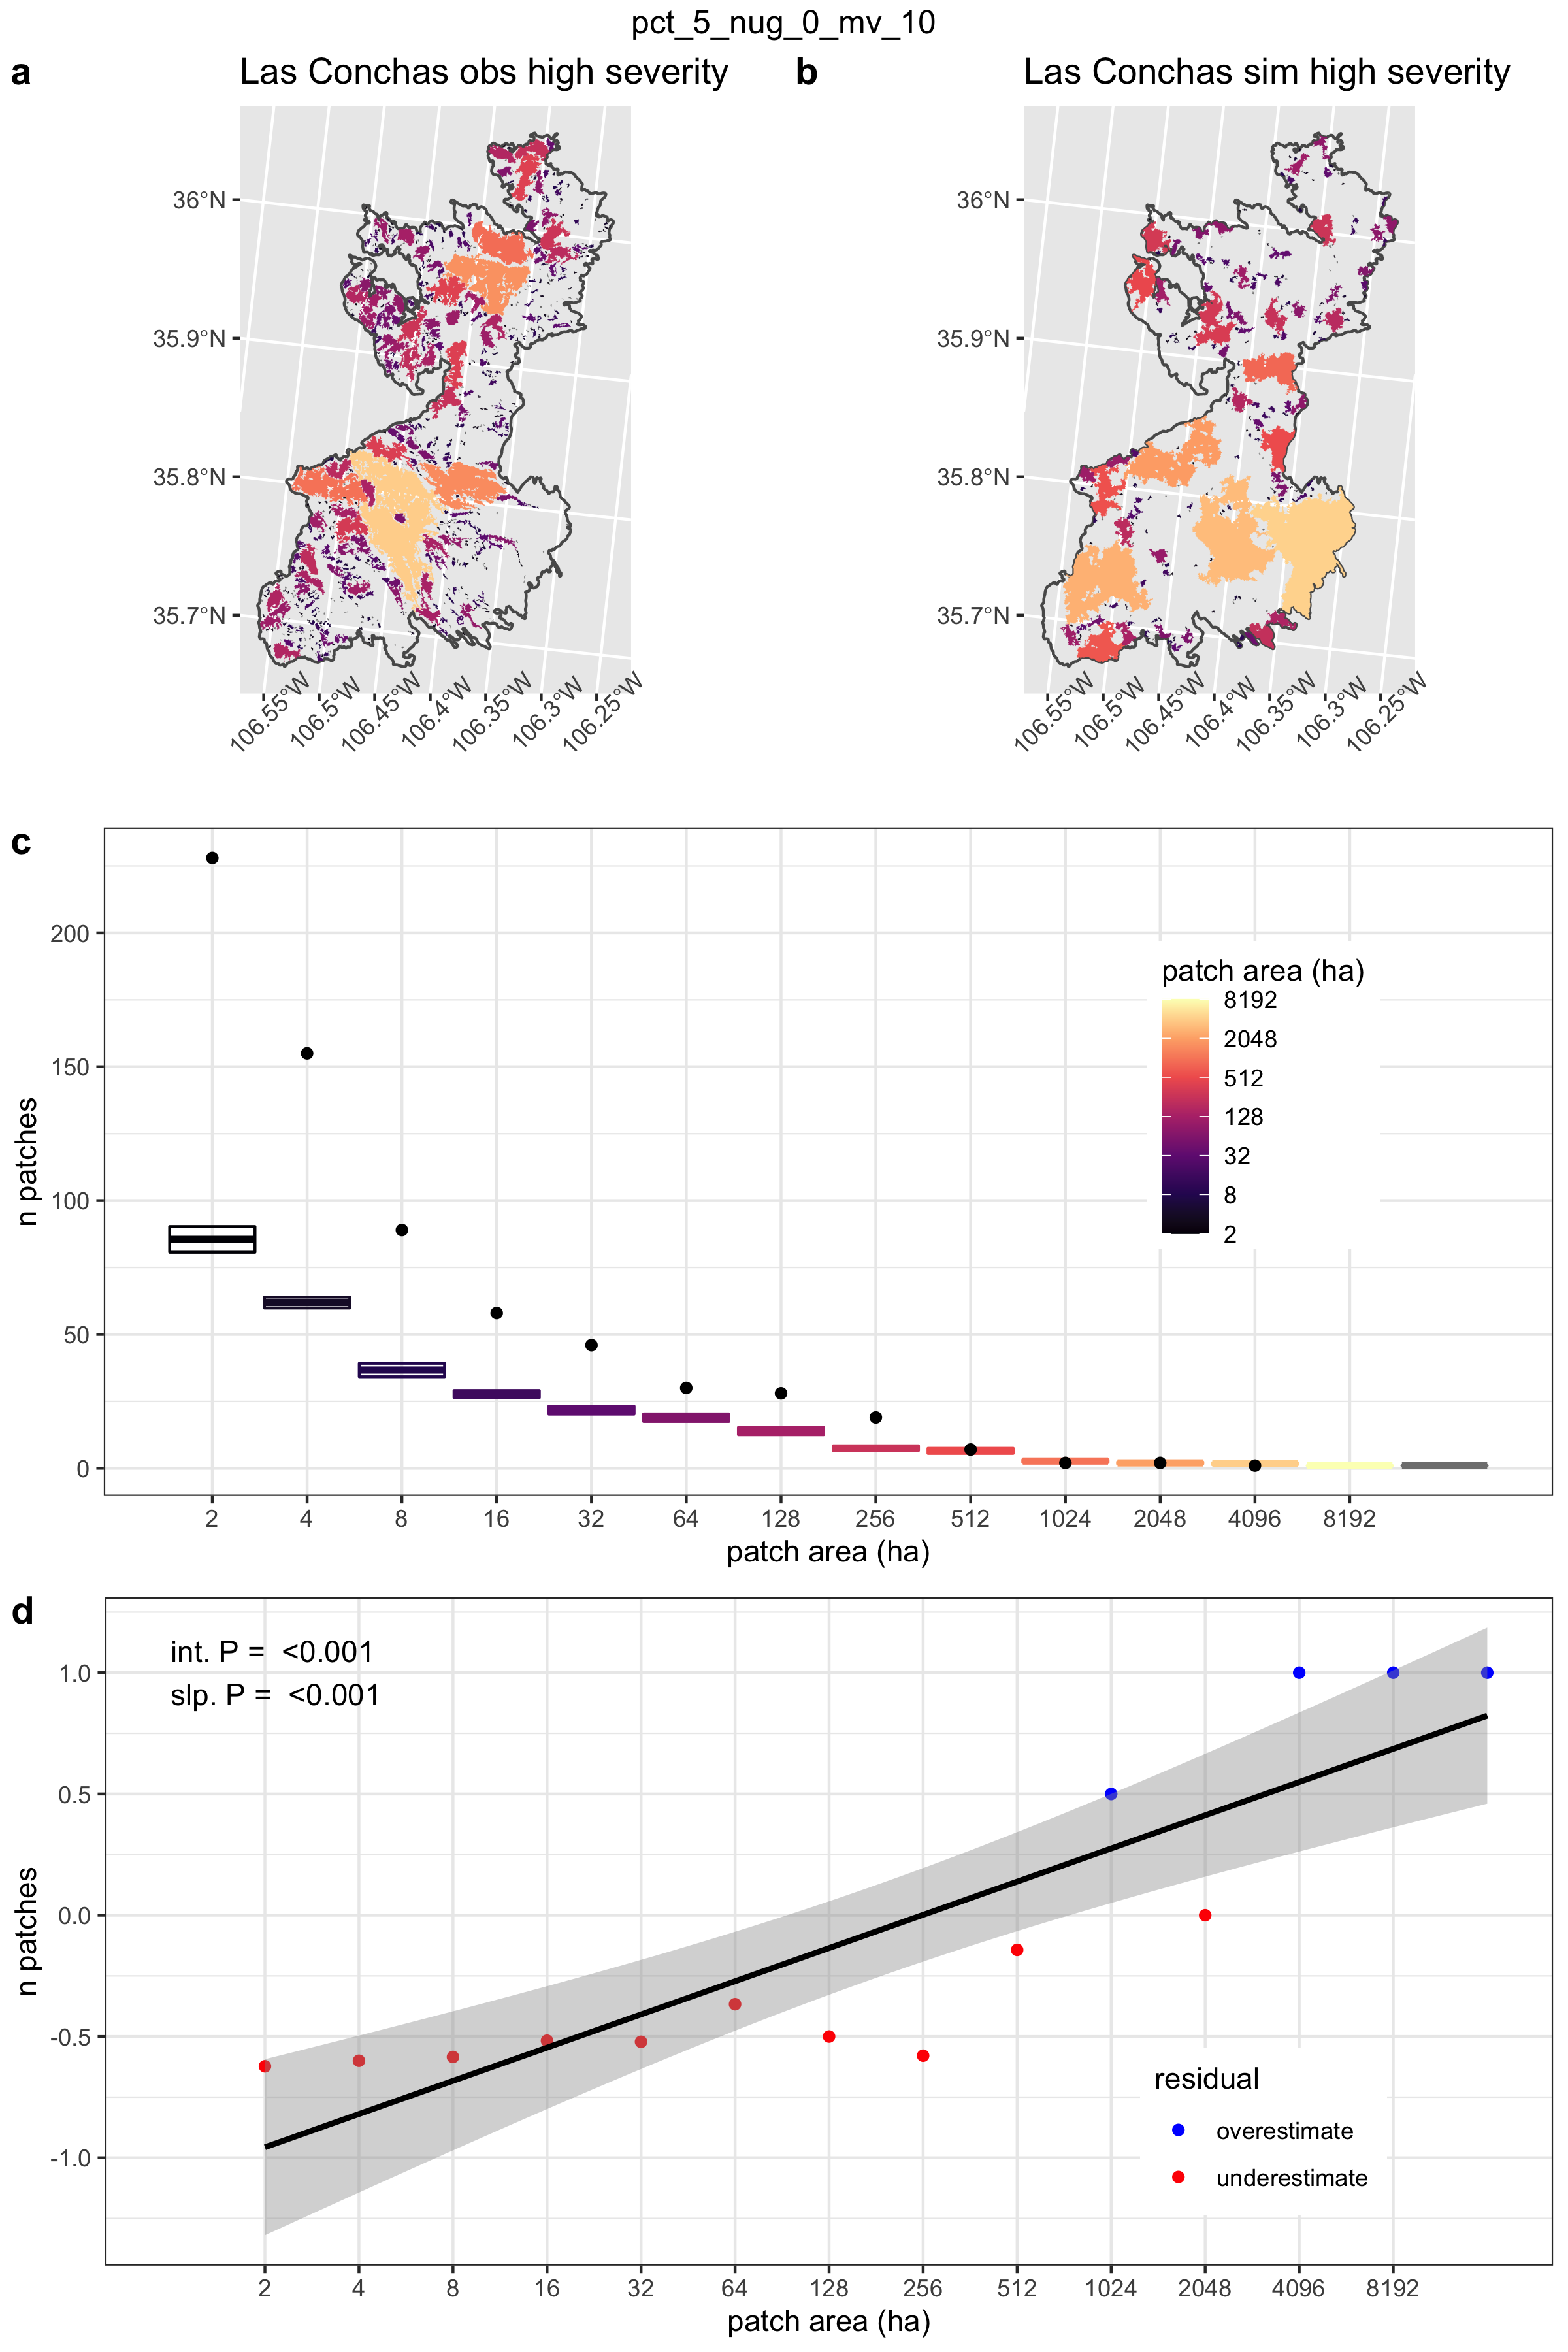 pct_5_nug_0_mv_10
a
Las Conchas obs high severity
b
Las Conchas sim high severity
36°N
35.9°N
35.8°N
35.7°N
106.55°W
106.5°W
106.45°W
106.4°W
106.35°W
106.3°W
106.25°W
36°N
35.9°N
35.8°N
35.7°N
106.55°W
106.5°W
106.45°W
106.4°W
106.35°W
106.3°W
106.25°W
c
n patches
200
150
100
50
0
patch area (ha)
8192
2048
512
128
32
8
2
2 4 8 16 32 64 128 256 512 1024 2048 4096 8192
patch area (ha)
d
n patches
int. P = <0.001
slp. P = <0.001
1.0
0.5
0.0
-0.5
-1.0
residual
overestimate
underestimate
2 4 8 16 32 64 128 256 512 1024 2048 4096 8192
patch area (ha)